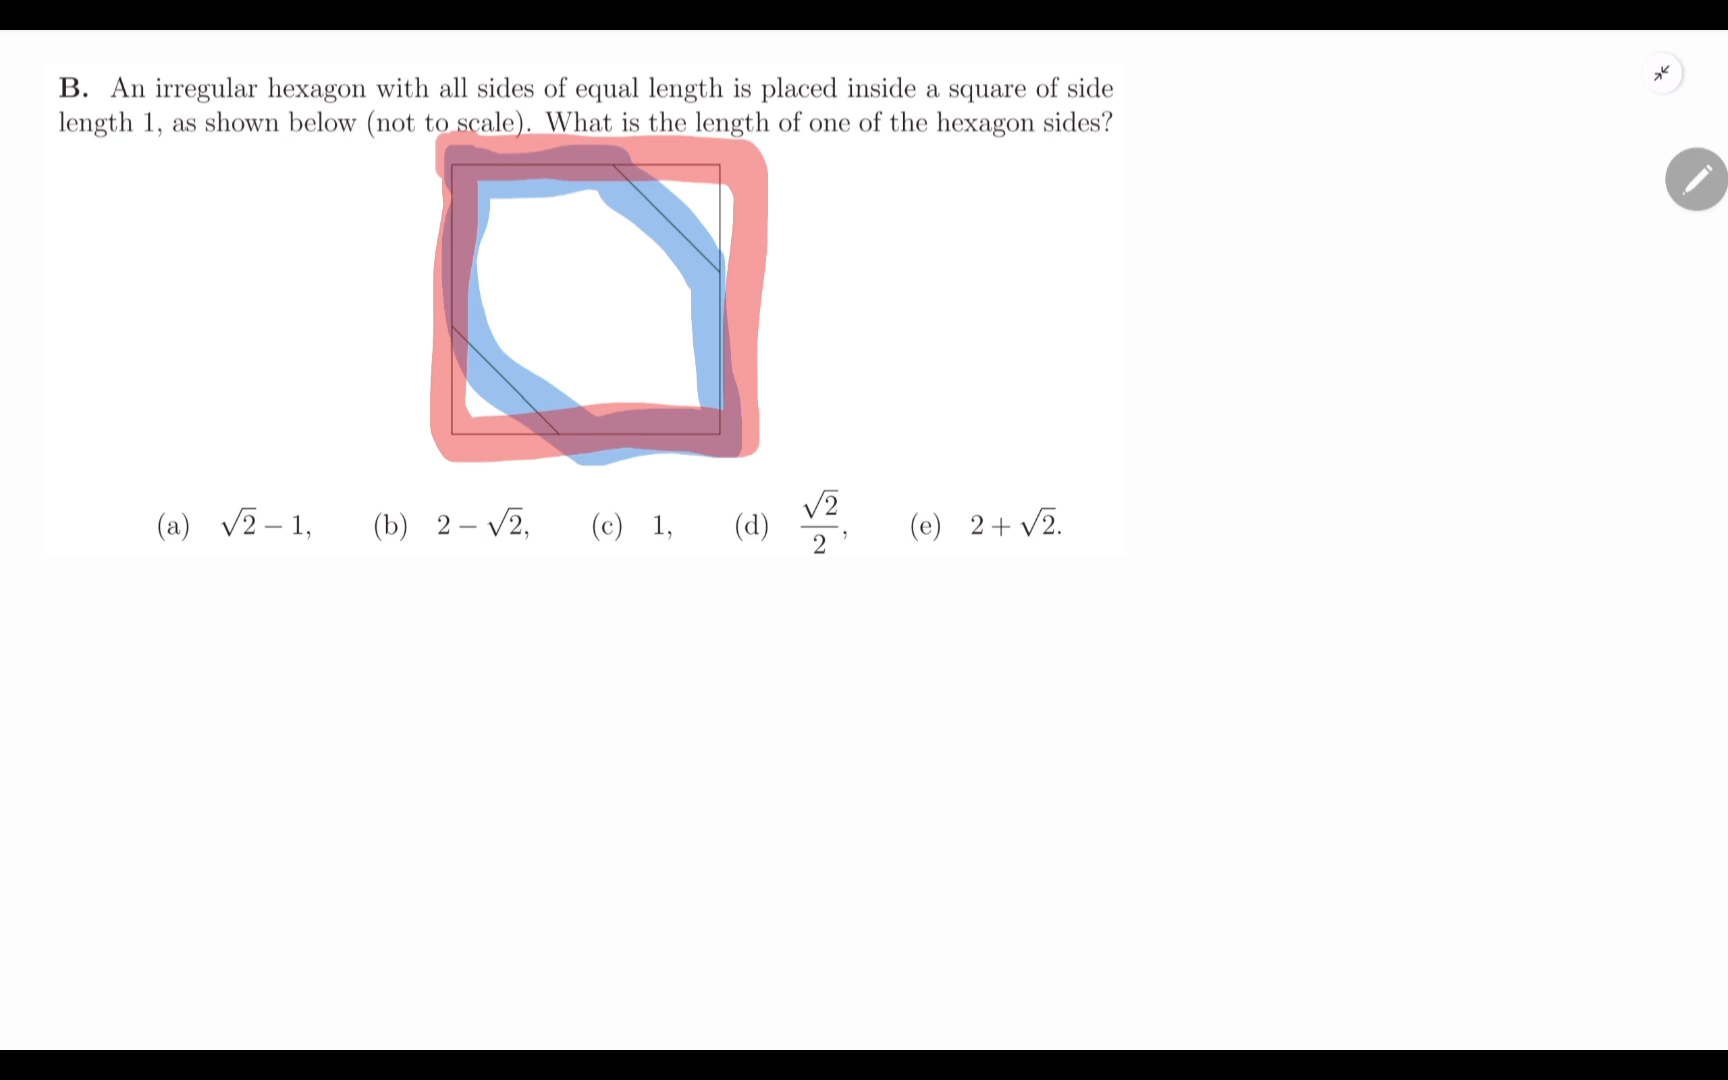 B. An irregular hexagon with all sides of equal length is placed inside a square of side
length 1, as shown below (not to scale). What is the length of one of the hexagon sides?
(a) √2 – 1, (b) 2 – √2, (c) 1, (d) √2/2, (e) 2 + √2.